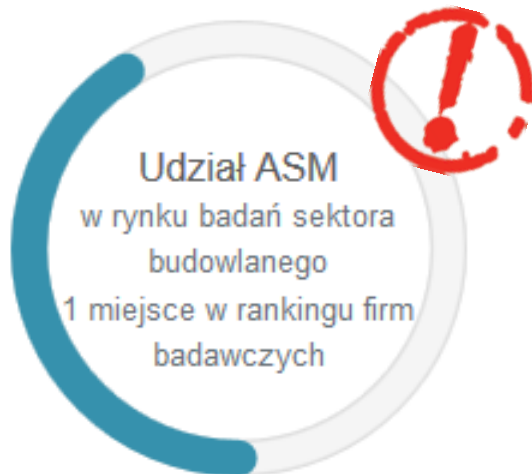 Udział ASM
w rynku badań sektora
budowlanego
1 miejsce w rankingu firm
badawczych